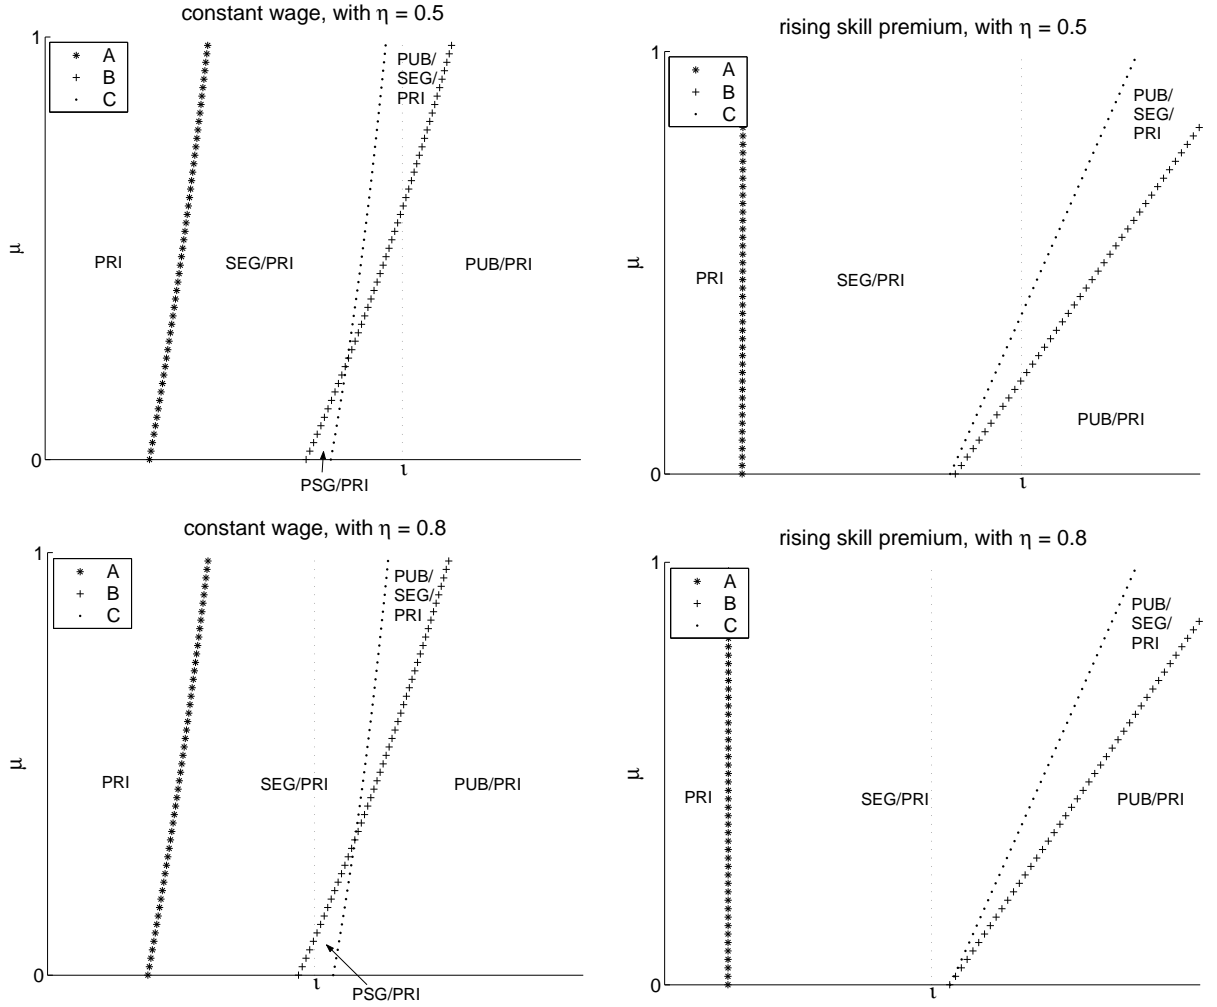 constant wage, with η = 0.5
1
A
B
C
PUB/
SEG/
PRI
μ
PRI
SEG/PRI
PUB/PRI
0
PSG/PRI
ι
rising skill premium, with η = 0.5
1
A
B
C
PUB/
SEG/
PRI
μ
PRI
SEG/PRI
PUB/PRI
0
ι
constant wage, with η = 0.8
1
A
B
C
PUB/
SEG/
PRI
μ
PRI
SEG/PRI
PUB/PRI
0
ι
PSG/PRI
rising skill premium, with η = 0.8
1
A
B
C
PUB/
SEG/
PRI
μ
PRI
SEG/PRI
PUB/PRI
0
ι